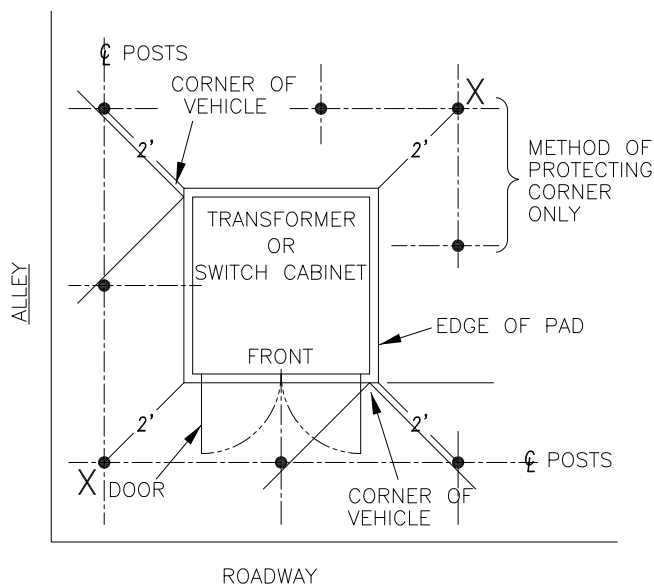 ℄ POSTS
CORNER OF
VEHICLE
X
2'
2'
METHOD OF
PROTECTING
CORNER
ONLY
TRANSFORMER
OR
SWITCH CABINET
ALLEY
EDGE OF PAD
FRONT
2'
2'
X
DOOR
℄ POSTS
CORNER OF
VEHICLE
ROADWAY